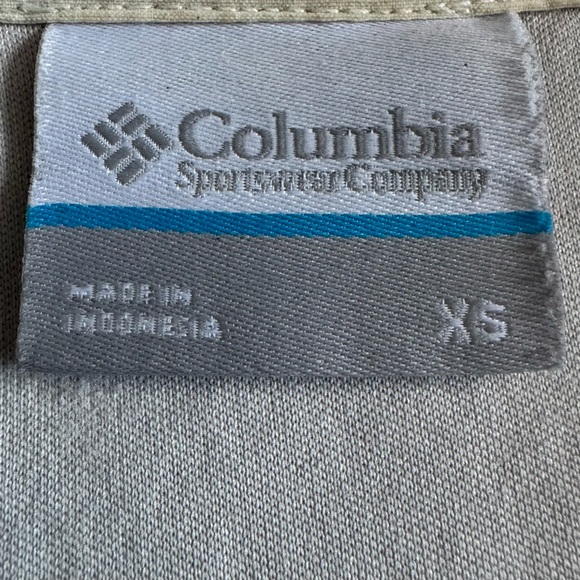 Columbia
Sportswear Company
MADE IN
INDONESIA
XS